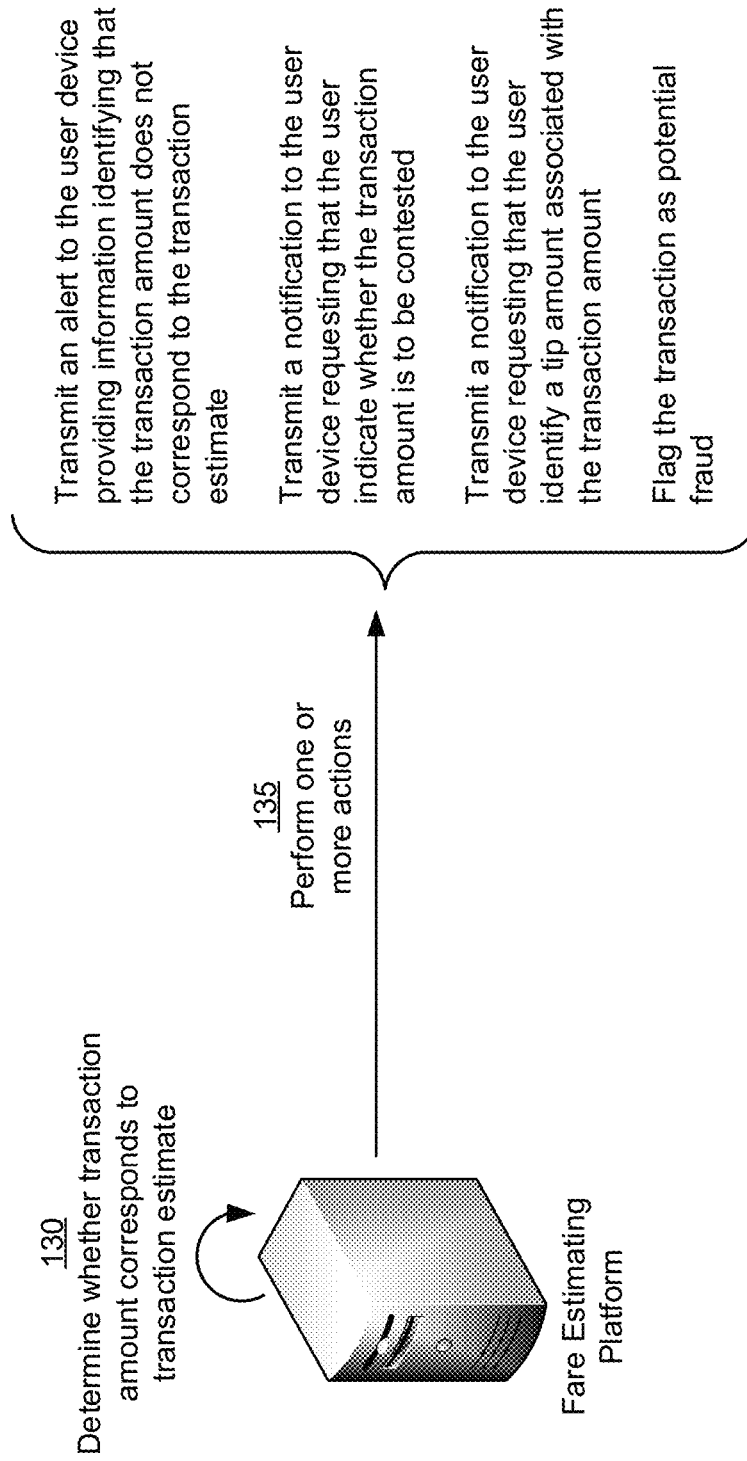 130
Determine whether transaction
amount corresponds to
transaction estimate
Fare Estimating
Platform
135
Perform one or
more actions
Transmit an alert to the user device
providing information identifying that
the transaction amount does not
correspond to the transaction
estimate
Transmit a notification to the user
device requesting that the user
indicate whether the transaction
amount is to be contested
Transmit a notification to the user
device requesting that the user
identify a tip amount associated with
the transaction amount
Flag the transaction as potential
fraud